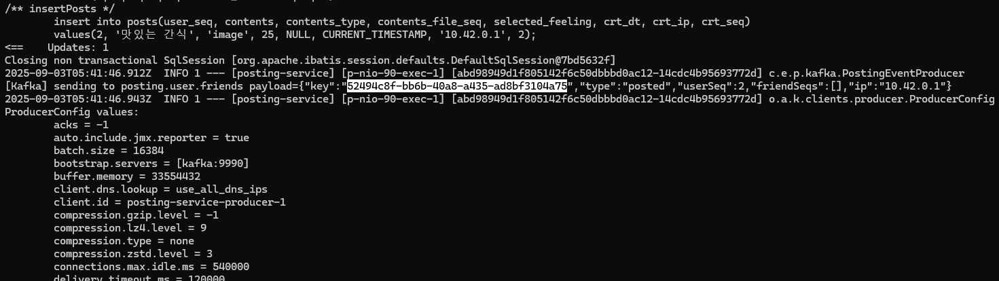 /** insertPosts */
insert into posts(user_seq, contents, contents_type, contents_file_seq, selected_feeling, crt_dt, crt_ip, crt_seq)
values(2, '맛있는 간식', 'image', 25, NULL, CURRENT_TIMESTAMP, '10.42.0.1', 2);
<==    Updates: 1
Closing non transactional SqlSession [org.apache.ibatis.session.defaults.DefaultSqlSession@7bd5632f]
2025-09-03T05:41:46.912Z  INFO 1 --- [posting-service] [p-nio-90-exec-1] [abd98949d1f805142f6c50dbbbd0ac12-14cdc4b95693772d] c.e.p.kafka.PostingEventProducer
[Kafka] sending to posting.user.friends payload={"key":"52494c8f-bb6b-40a8-a435-ad8bf3104a75","type":"posted","userSeq":2,"friendSeqs":[],"ip":"10.42.0.1"}
2025-09-03T05:41:46.943Z  INFO 1 --- [posting-service] [p-nio-90-exec-1] [abd98949d1f805142f6c50dbbbd0ac12-14cdc4b95693772d] o.a.k.clients.producer.ProducerConfig
ProducerConfig values:
acks = -1
auto.include.jmx.reporter = true
batch.size = 16384
bootstrap.servers = [kafka:9990]
buffer.memory = 33554432
client.dns.lookup = use_all_dns_ips
client.id = posting-service-producer-1
compression.gzip.level = -1
compression.lz4.level = 9
compression.type = none
compression.zstd.level = 3
connections.max.idle.ms = 540000
delivery.timeout.ms = 120000